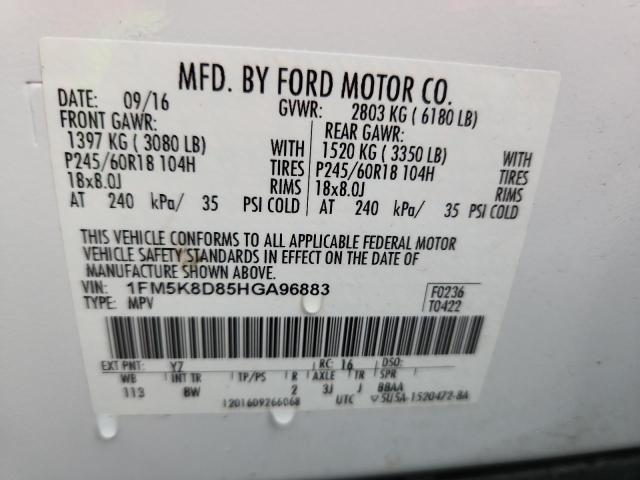 MFD. BY FORD MOTOR CO.
DATE: 09/16 GVWR: 2803 KG ( 6180 LB)
FRONT GAWR: REAR GAWR:
1397 KG ( 3080 LB) WITH 1520 KG ( 3350 LB) WITH
P245/60R18 104H TIRES P245/60R18 104H TIRES
18x8.0J RIMS 18x8.0J RIMS
AT 240 kPa/ 35 PSI COLD AT 240 kPa/ 35 PSI COLD
THIS VEHICLE CONFORMS TO ALL APPLICABLE FEDERAL MOTOR
VEHICLE SAFETY STANDARDS IN EFFECT ON THE DATE OF
MANUFACTURE SHOWN ABOVE.
VIN: 1FM5K8D85HGA96883 F0236
TYPE: MPV T0422
EXT PNT: Y7 RC: 16 DSO:
WB INT TR TP/PS R AXLE TR SPR
113 BW 2 3J J BBAA
1201609266068 UTC ▽5U5A-1520472-BA